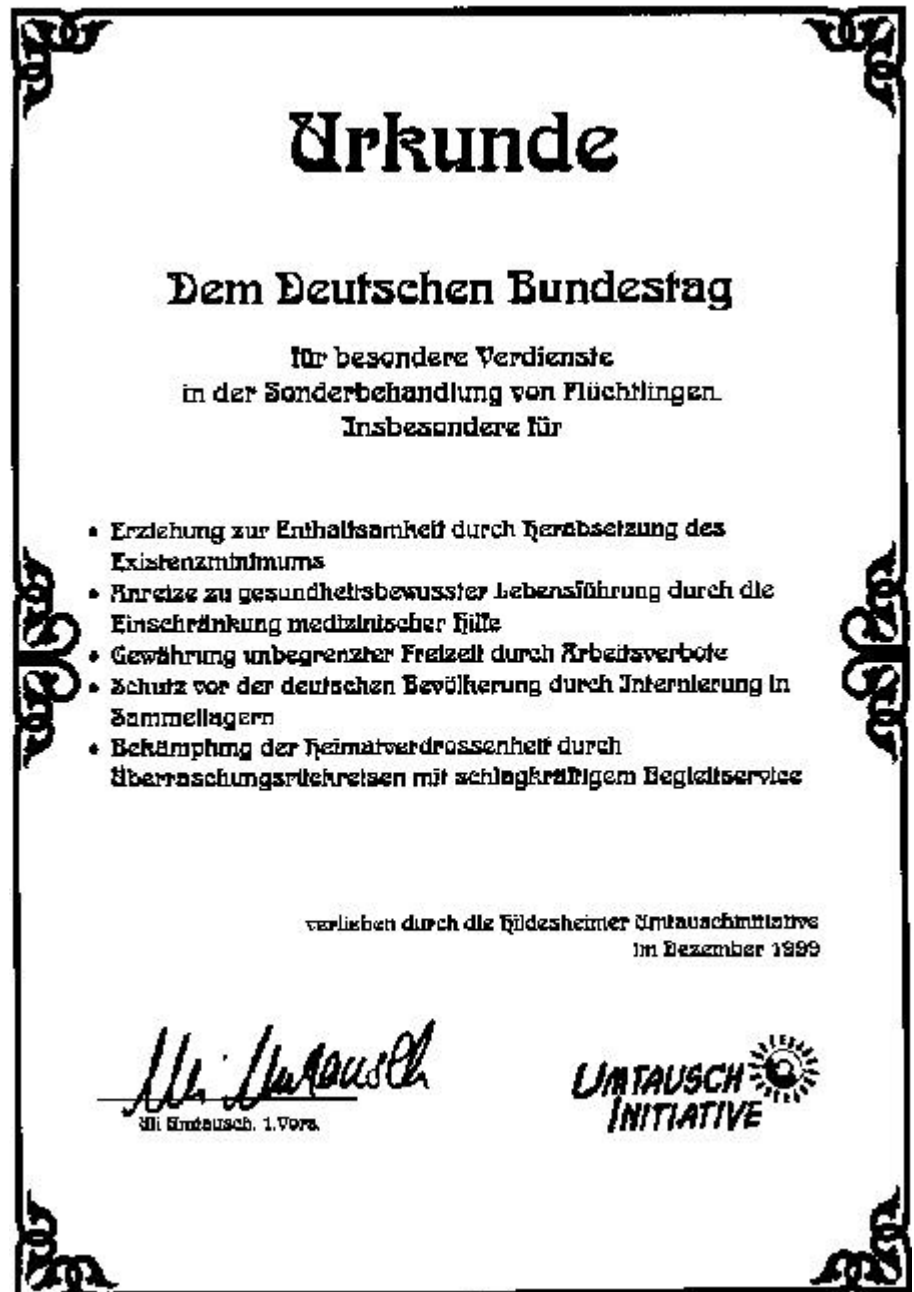 Urkunde
Dem Deutschen Bundestag
für besondere Verdienste
in der Sonderbehandlung von Flüchtlingen.
Insbesondere für
• Erziehung zur Enthaltsamkeit durch Herabsetzung des
Existenzminimums
• Anreize zu gesundheitsbewusster Lebensführung durch die
Einschränkung medizinischer Hilfe
• Gewährung unbegrenzter Freizeit durch Arbeitsverbote
• Schutz vor der deutschen Bevölkerung durch Internierung in
Sammellagern
• Bekämpfung der Heimatverdrossenheit durch
Überraschungsrückreisen mit schlagkräftigem Begleitservice
verliehen durch die Hildesheimer Umtauschinitiative
im Dezember 1999
Uli Umtausch
Uli Umtausch, 1.Vors.
UMTAUSCH
INITIATIVE